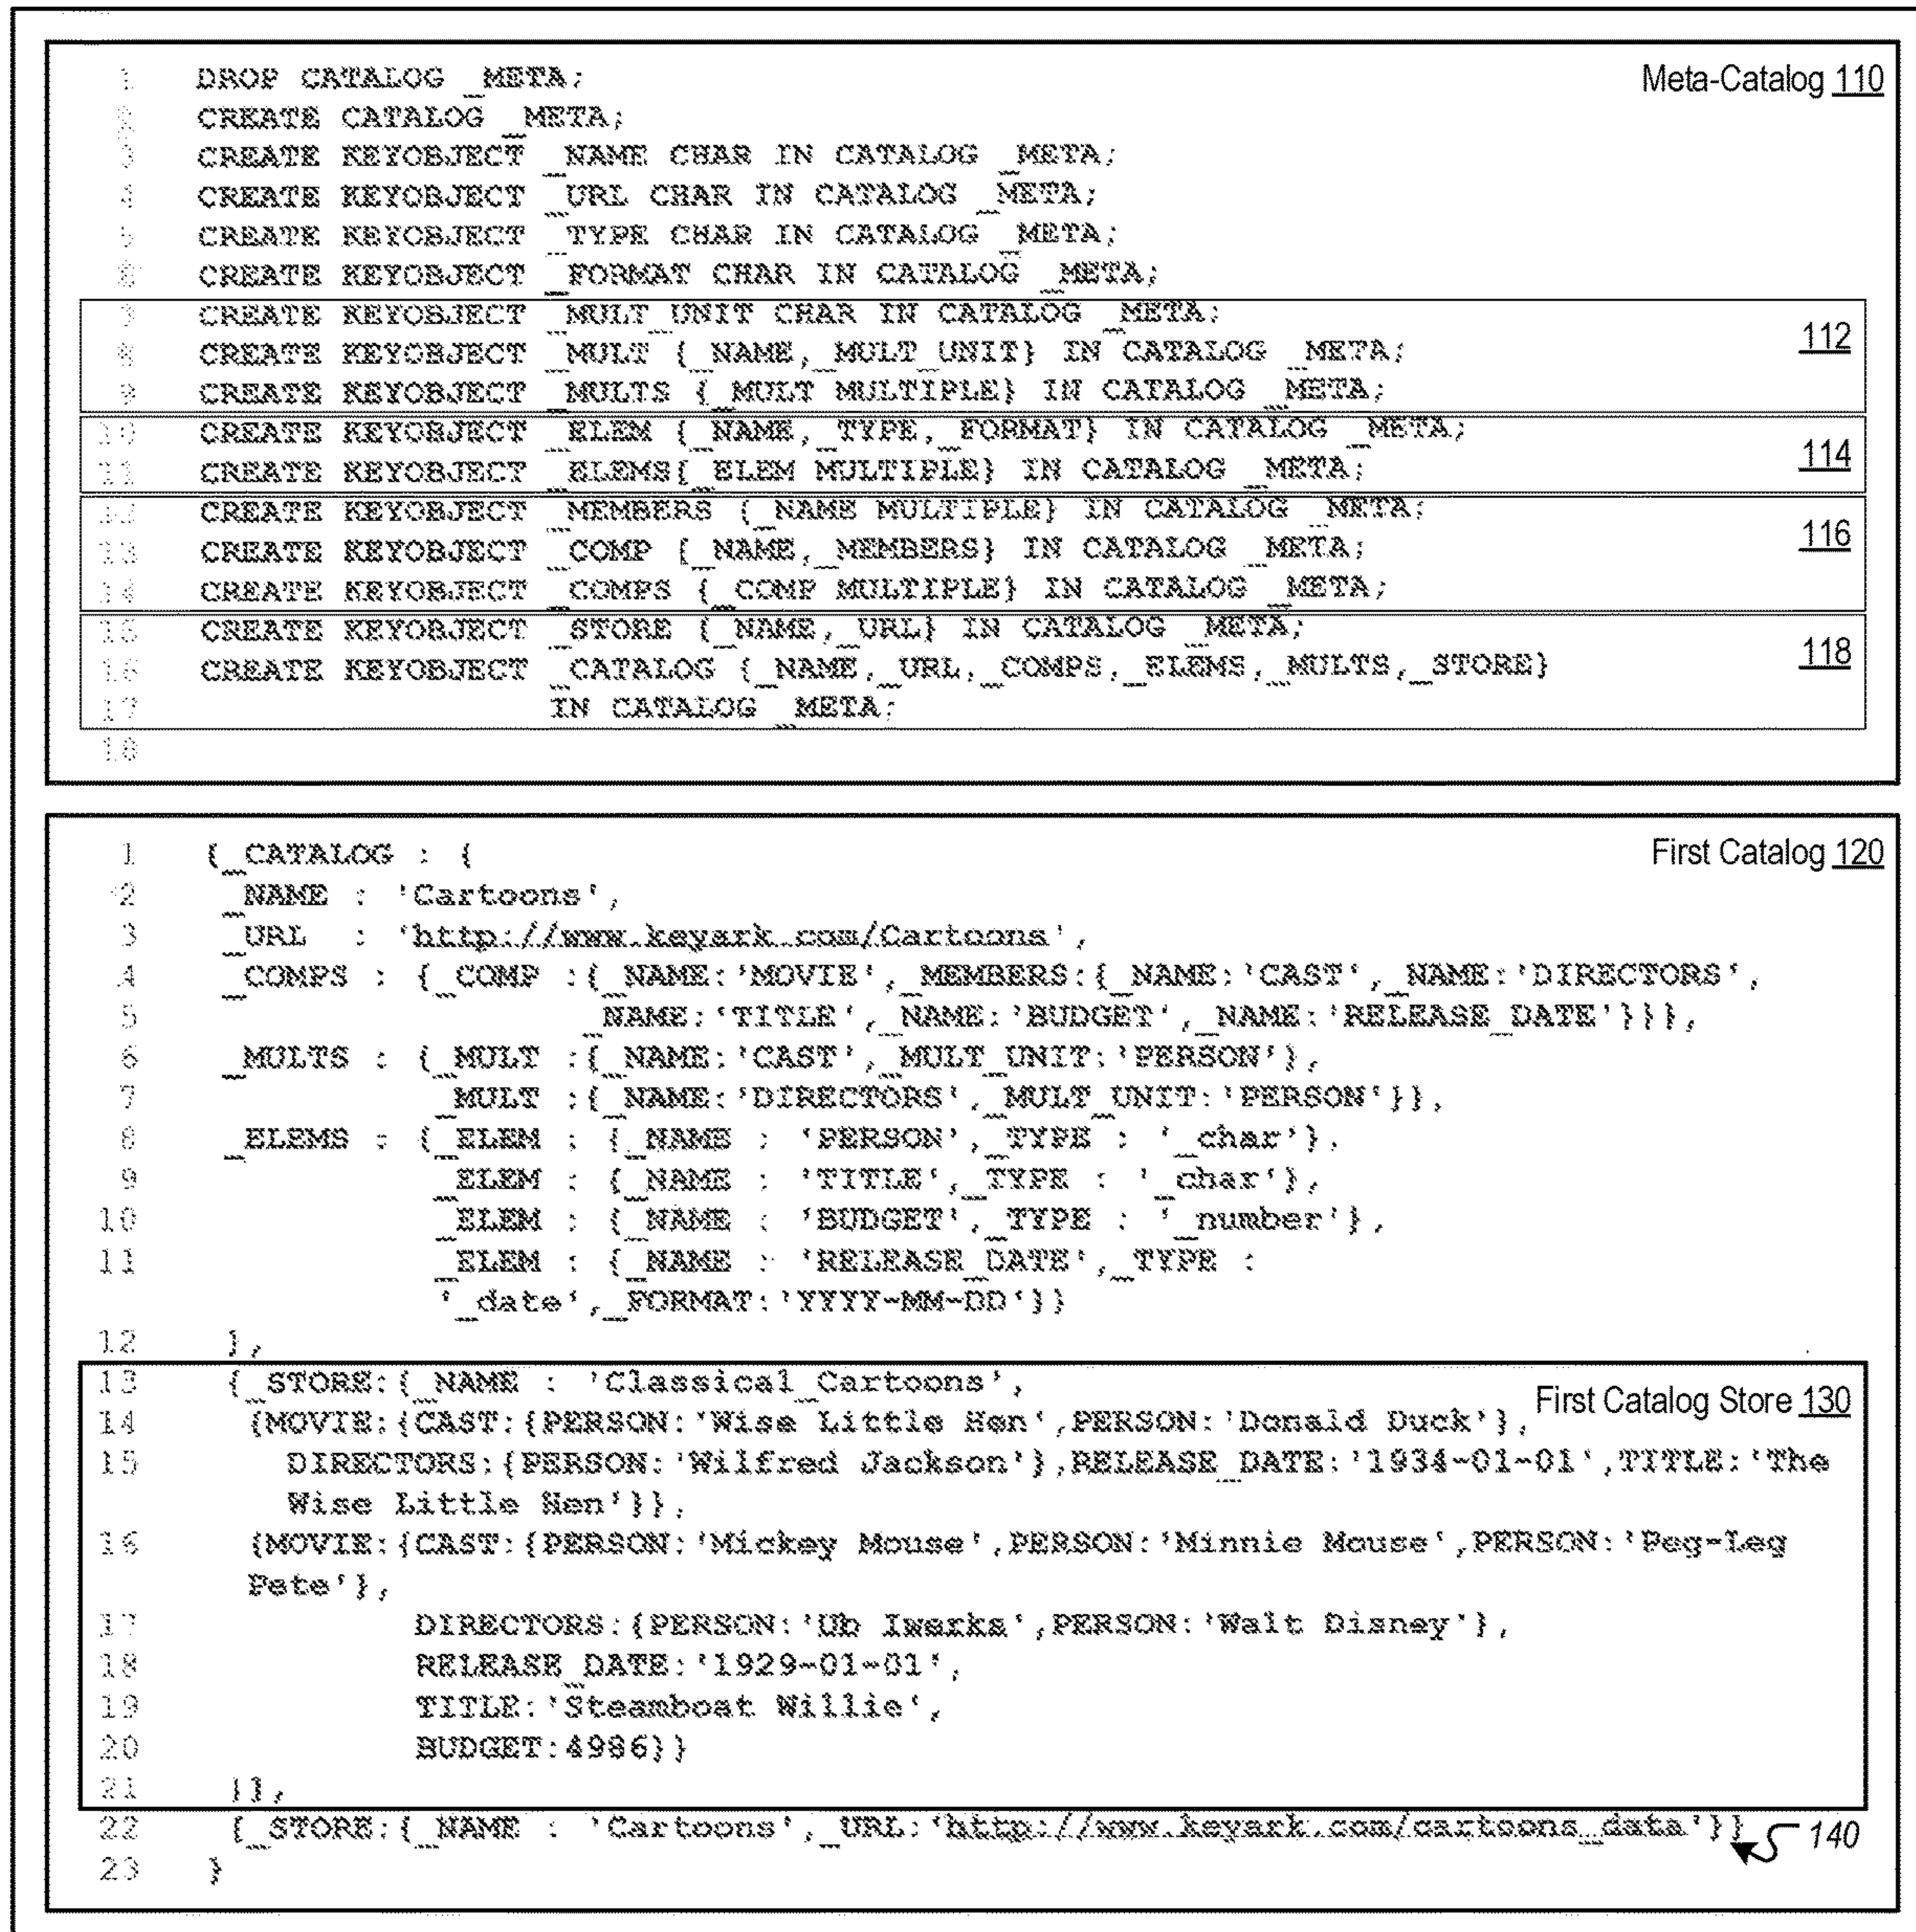 Meta-Catalog 110
1 DROP CATALOG _META;
2 CREATE CATALOG _META;
3 CREATE KEYOBJECT _NAME CHAR IN CATALOG _META;
4 CREATE KEYOBJECT _URL CHAR IN CATALOG _META;
5 CREATE KEYOBJECT _TYPE CHAR IN CATALOG _META;
6 CREATE KEYOBJECT _FORMAT CHAR IN CATALOG _META;
7 CREATE KEYOBJECT _MULT_UNIT CHAR IN CATALOG _META;
112
8 CREATE KEYOBJECT _MULT {_NAME,_MULT_UNIT} IN CATALOG _META;
9 CREATE KEYOBJECT _MULTS {_MULT MULTIPLE} IN CATALOG _META;
10 CREATE KEYOBJECT _ELEM {_NAME,_TYPE,_FORMAT} IN CATALOG _META;
114
11 CREATE KEYOBJECT _ELEMS{_ELEM MULTIPLE} IN CATALOG _META;
12 CREATE KEYOBJECT _MEMBERS {_NAME MULTIPLE} IN CATALOG _META;
116
13 CREATE KEYOBJECT _COMP {_NAME,_MEMBERS} IN CATALOG _META;
14 CREATE KEYOBJECT _COMPS {_COMP MULTIPLE} IN CATALOG _META;
15 CREATE KEYOBJECT _STORE {_NAME,_URL} IN CATALOG _META;
118
16 CREATE KEYOBJECT _CATALOG {_NAME,_URL,_COMPS,_ELEMS,_MULTS,_STORE}
17 IN CATALOG _META;
18
First Catalog 120
1 {_CATALOG : {
2 _NAME : 'Cartoons',
3 _URL : 'http://www.keyark.com/Cartoons',
4 _COMPS : {_COMP :{_NAME:'MOVIE',_MEMBERS:{_NAME:'CAST',_NAME:'DIRECTORS',
5 _NAME:'TITLE',_NAME:'BUDGET',_NAME:'RELEASE_DATE'}}},
6 _MULTS : {_MULT :{_NAME:'CAST',_MULT_UNIT:'PERSON'},
7 _MULT :{_NAME:'DIRECTORS',_MULT_UNIT:'PERSON'}},
8 _ELEMS : {_ELEM : {_NAME : 'PERSON',_TYPE : '_char'},
9 _ELEM : {_NAME : 'TITLE',_TYPE : '_char'},
10 _ELEM : {_NAME : 'BUDGET',_TYPE : '_number'},
11 _ELEM : {_NAME : 'RELEASE_DATE',_TYPE :
'_date',_FORMAT:'YYYY-MM-DD'}}
12 },
13 {_STORE:{_NAME : 'Classical_Cartoons',
First Catalog Store 130
14 {MOVIE:{CAST:{PERSON:'Wise Little Hen',PERSON:'Donald Duck'},
15 DIRECTORS:{PERSON:'Wilfred Jackson'},RELEASE_DATE:'1934-01-01',TITLE:'The
Wise Little Hen'}},
16 {MOVIE:{CAST:{PERSON:'Mickey Mouse',PERSON:'Minnie Mouse',PERSON:'Peg-Leg
Pete'},
17 DIRECTORS:{PERSON:'Ub Iwerks',PERSON:'Walt Disney'},
18 RELEASE_DATE:'1929-01-01',
19 TITLE:'Steamboat Willie',
20 BUDGET:4986}}
21 }},
22 {_STORE:{_NAME : 'Cartoons',_URL:'http://www.keyark.com/cartoons_data'}}
140
23 }